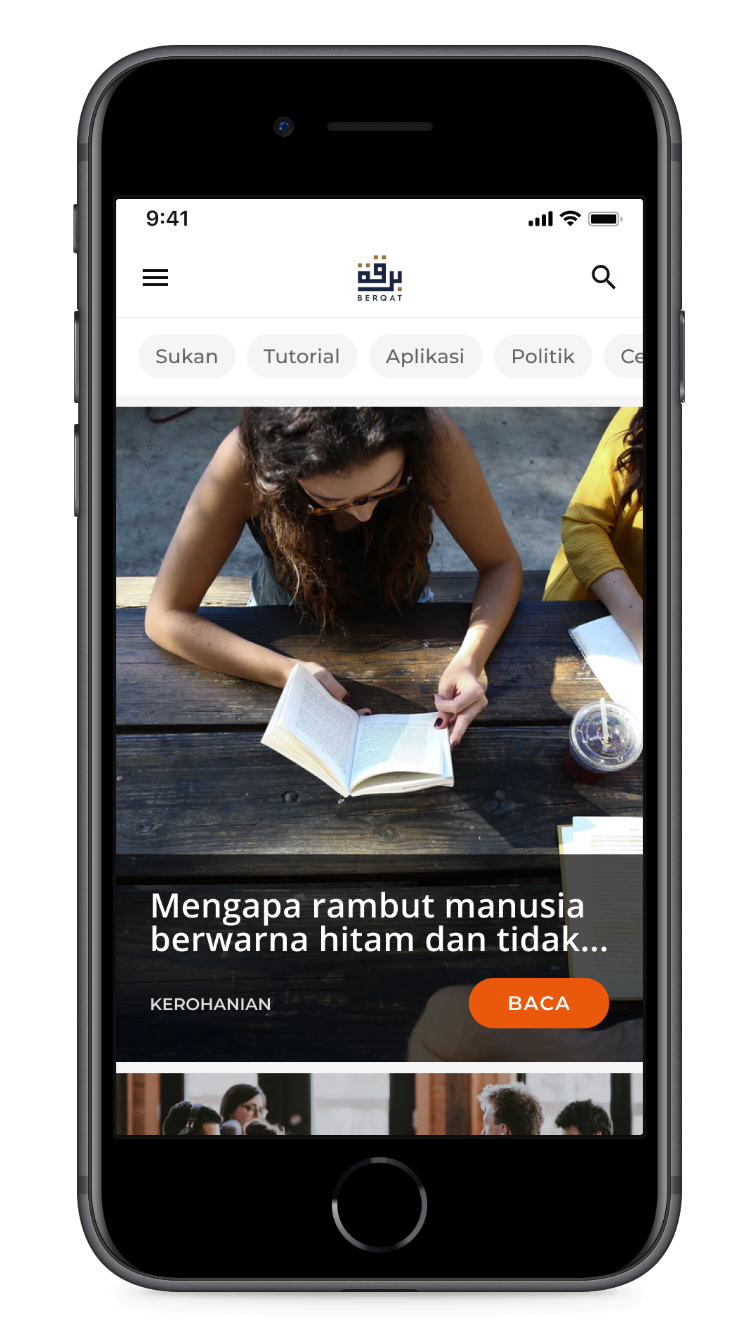 9:41
برقة
BERQAT
Sukan Tutorial Aplikasi Politik Ce
Mengapa rambut manusia
berwarna hitam dan tidak...
KEROHANIAN
BACA